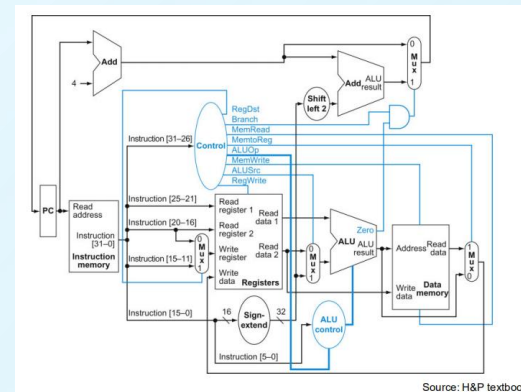 Add
4
Add ALU
result
0
M
u
x
1
Shift
left 2
RegDst
Branch
MemRead
MemtoReg
ALUOp
MemWrite
ALUSrc
RegWrite
Control
Instruction [31–26]
PC
Read
address
Instruction
[31–0]
Instruction
memory
Instruction [25–21]
Instruction [20–16]
Instruction [15–11]
0
M
u
x
1
Read
register 1
Read
register 2
Write
register
Write
data
Read
data 1
Read
data 2
Registers
0
M
u
x
1
Zero
ALU ALU
result
Address
Read
data
Write
data
Data
memory
1
M
u
x
0
Instruction [15–0]
16
Sign-
extend
32
ALU
control
Instruction [5–0]
Source: H&P textboo